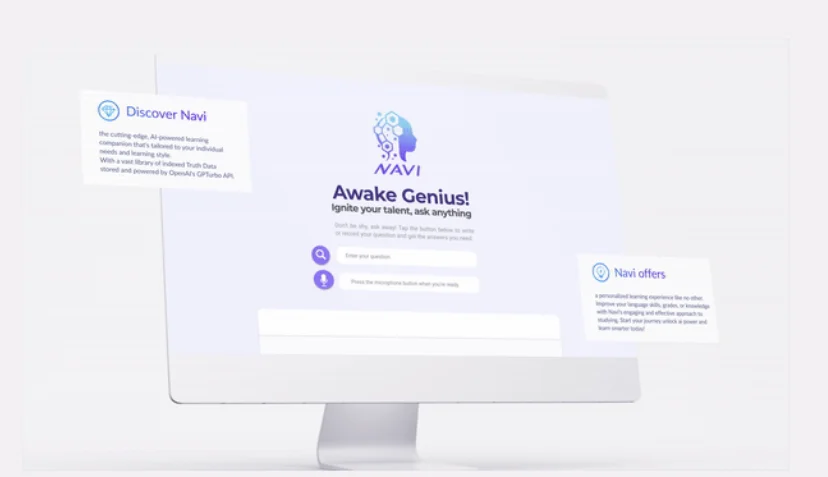 Discover Navi
the cutting-edge, AI-powered learning
companion that's tailored to your individual
needs and learning style.
With a vast library of indexed Truth Data
stored and powered by OpenAI's GPTurbo API.
NAVI
Awake Genius!
Ignite your talent, ask anything
Don't be shy, ask away! Tap the button below to write
or record your question and get the answers you need
Enter your question
Press the microphone button when you're ready
Navi offers
a personalized learning experience like no other.
Improve your language skills, grades, or knowledge
with Navi's engaging and effective approach to
studying. Start your journey unlock ai power and
learn smarter today!